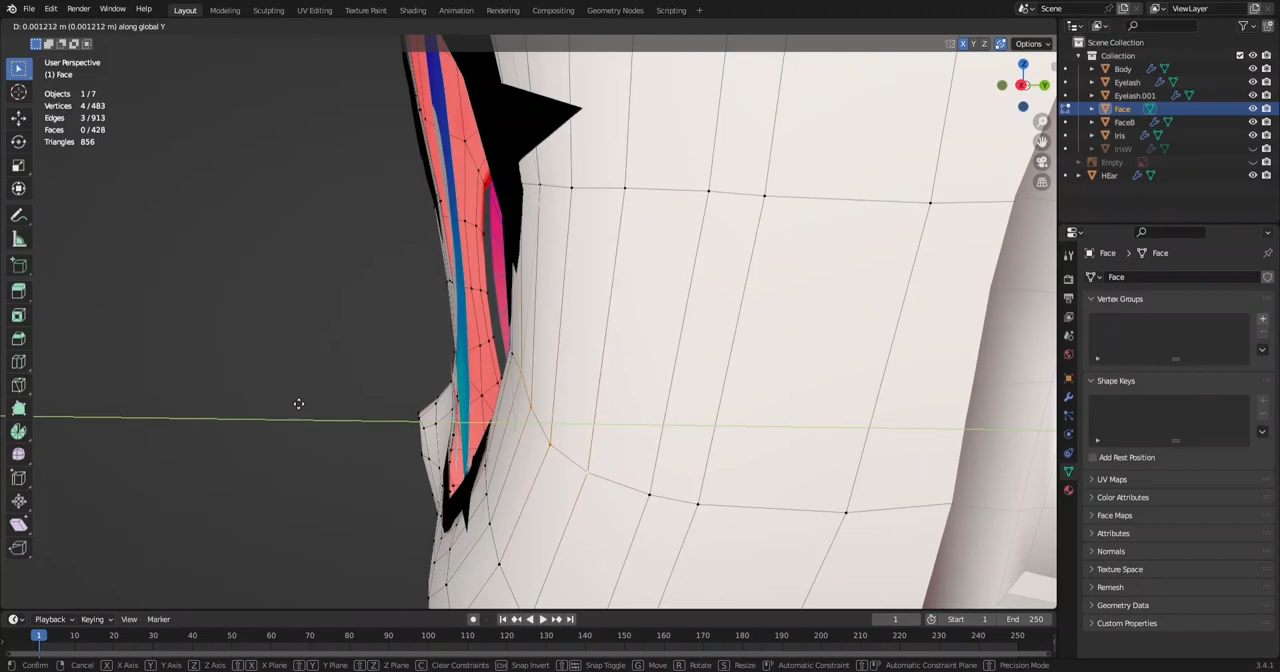 File Edit Render Window Help Layout Modeling Sculpting UV Editing Texture Paint Shading Animation Rendering Compositing Geometry Nodes Scripting + Scene ViewLayer
D: 0.001212 m (0.001212 m) along global Y
X Y Z Options
User Perspective
(1) Face
Objects 1/7
Vertices 4/483
Edges 3/913
Faces 0/428
Triangles 856
Z
X
Y
Scene Collection
Collection
Body
Eyelash
Eyelash.001
Face
FaceB
Iris
IrisW
Empty
HEar
Face > Face
Face
Vertex Groups
Shape Keys
Add Rest Position
UV Maps
Color Attributes
Face Maps
Attributes
Normals
Texture Space
Remesh
Geometry Data
Custom Properties
Playback Keying View Marker 1 Start 1 End 250
1 10 20 30 40 50 60 70 80 90 100 110 120 130 140 150 160 170 180 190 200 210 220 230 240 250
Confirm Cancel X X Axis Y Y Axis Z Z Axis X X Plane Y Y Plane Z Z Plane C Clear Constraints Snap Invert Snap Toggle G Move R Rotate S Resize Automatic Constraint Automatic Constraint Plane Precision Mode 3.4.1